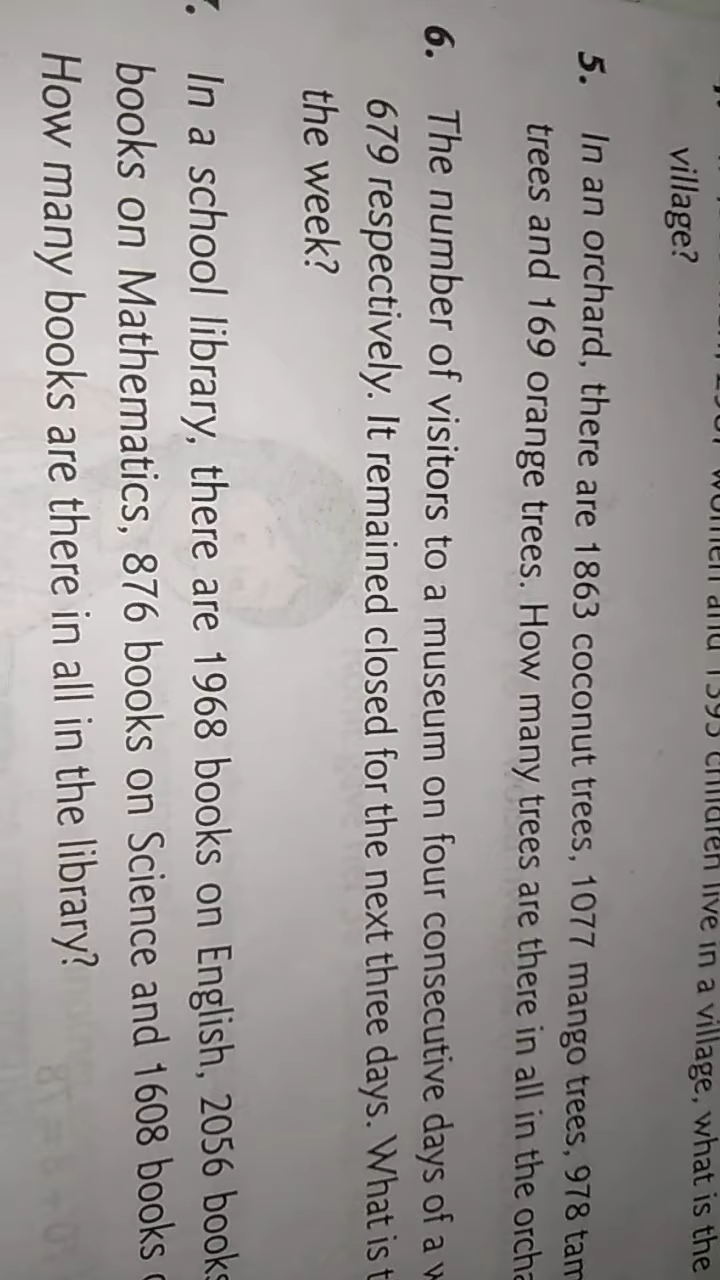 women and 1395 children live in a village, what is the
village?
5. In an orchard, there are 1863 coconut trees, 1077 mango trees, 978 tam
trees and 169 orange trees. How many trees are there in all in the orcha
6. The number of visitors to a museum on four consecutive days of a w
679 respectively. It remained closed for the next three days. What is t
the week?
In a school library, there are 1968 books on English, 2056 books
books on Mathematics, 876 books on Science and 1608 books
How many books are there in all in the library?